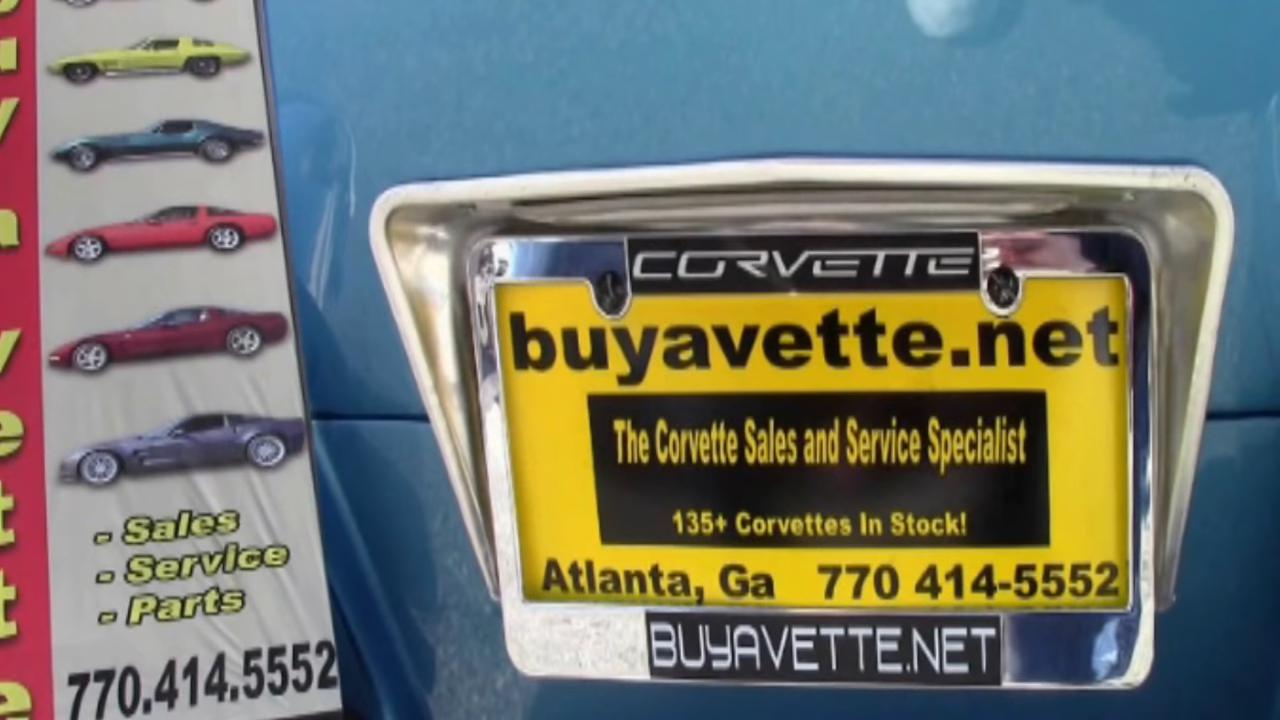 - Sales
- Service
- Parts
770.414.5552
CORVETTE
buyavette.net
The Corvette Sales and Service Specialist
135+ Corvettes In Stock!
Atlanta, Ga 770 414-5552
BUYAVETTE.NET